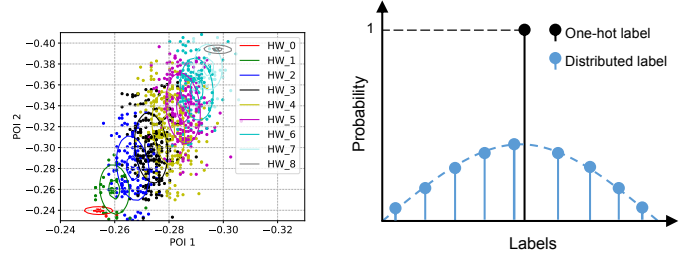 −0.40
−0.38
−0.36
−0.34
−0.32
−0.30
−0.28
−0.26
−0.24
POI 2
−0.24
−0.26
−0.28
−0.30
−0.32
POI 1
HW_0
HW_1
HW_2
HW_3
HW_4
HW_5
HW_6
HW_7
HW_8
1
Probability
Labels
One-hot label
Distributed label